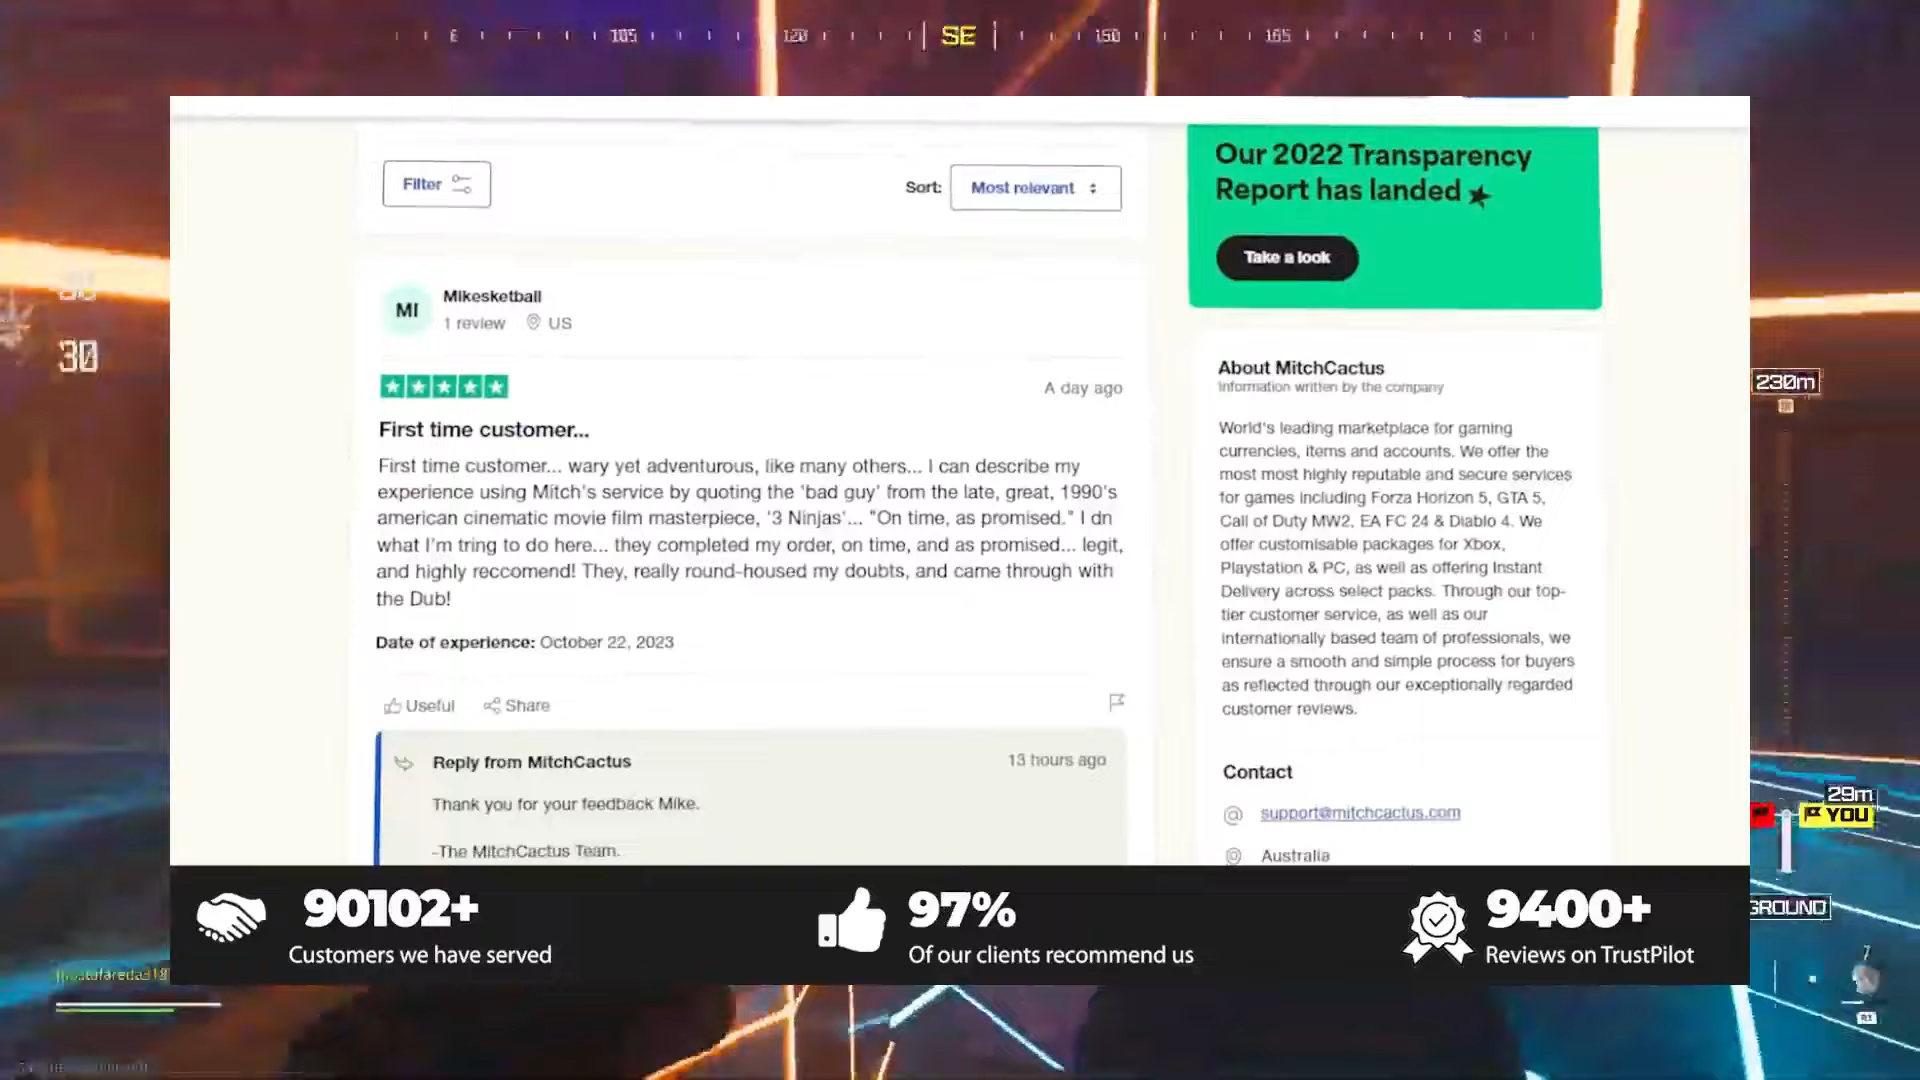 E 105 120 SE 150 165 S
Filter
Sort: Most relevant
Our 2022 Transparency
Report has landed
Take a look
MI
Mikesketball
1 review US
A day ago
First time customer...
First time customer... wary yet adventurous, like many others... I can describe my
experience using Mitch's service by quoting the 'bad guy' from the late, great, 1990's
american cinematic movie film masterpiece, '3 Ninjas'... "On time, as promised." I dn
what I'm tring to do here... they completed my order, on time, and as promised... legit,
and highly reccomend! They, really round-housed my doubts, and came through with
the Dub!
Date of experience: October 22, 2023
Useful Share
Reply from MitchCactus
13 hours ago
Thank you for your feedback Mike.
-The MitchCactus Team.
About MitchCactus
Information written by the company
World's leading marketplace for gaming
currencies, items and accounts. We offer the
most most highly reputable and secure services
for games including Forza Horizon 5, GTA 5,
Call of Duty MW2, EA FC 24 & Diablo 4. We
offer customisable packages for Xbox,
Playstation & PC, as well as offering Instant
Delivery across select packs. Through our top-
tier customer service, as well as our
internationally based team of professionals, we
ensure a smooth and simple process for buyers
as reflected through our exceptionally regarded
customer reviews.
Contact
support@mitchcactus.com
Australia
30
230m
29m
YOU
GROUND
7
R3
90102+
Customers we have served
97%
Of our clients recommend us
9400+
Reviews on TrustPilot